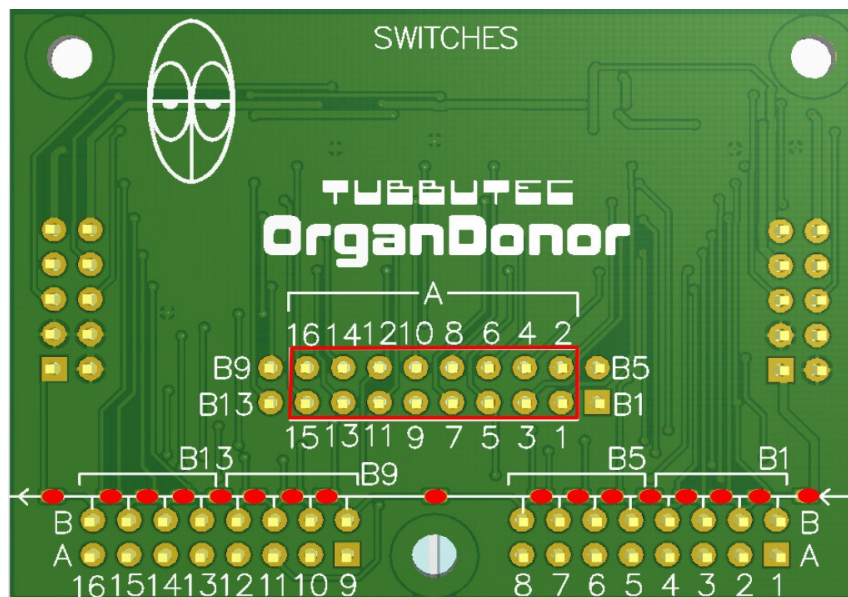 SWITCHES
TUBBUTEC
OrganDonor
A
16 14 12 10 8 6 4 2
B9 B5
B13 B1
15 13 11 9 7 5 3 1
B13 B9 B5 B1
B B
A A
16 15 14 13 12 11 10 9 8 7 6 5 4 3 2 1